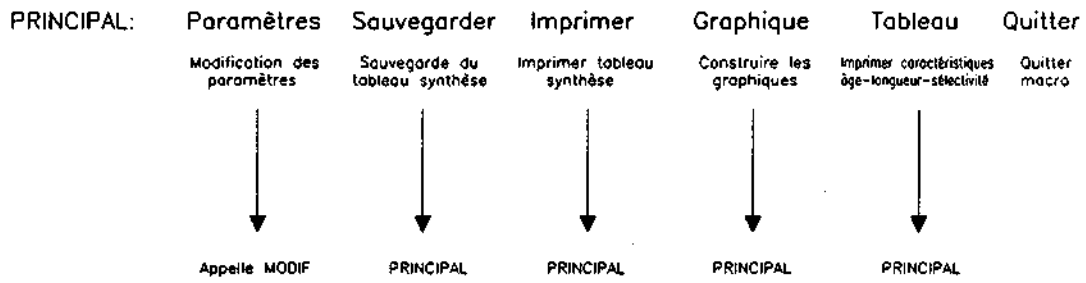 PRINCIPAL: Paramètres Sauvegarder Imprimer Graphique Tableau Quitter
Modification des Sauvegarde du Imprimer tableau Construire les Imprimer caractéristiques Quitter
paramètres tableau synthèse synthèse graphiques âge-longueur-sélectivité macro
Appelle MODIF PRINCIPAL PRINCIPAL PRINCIPAL PRINCIPAL